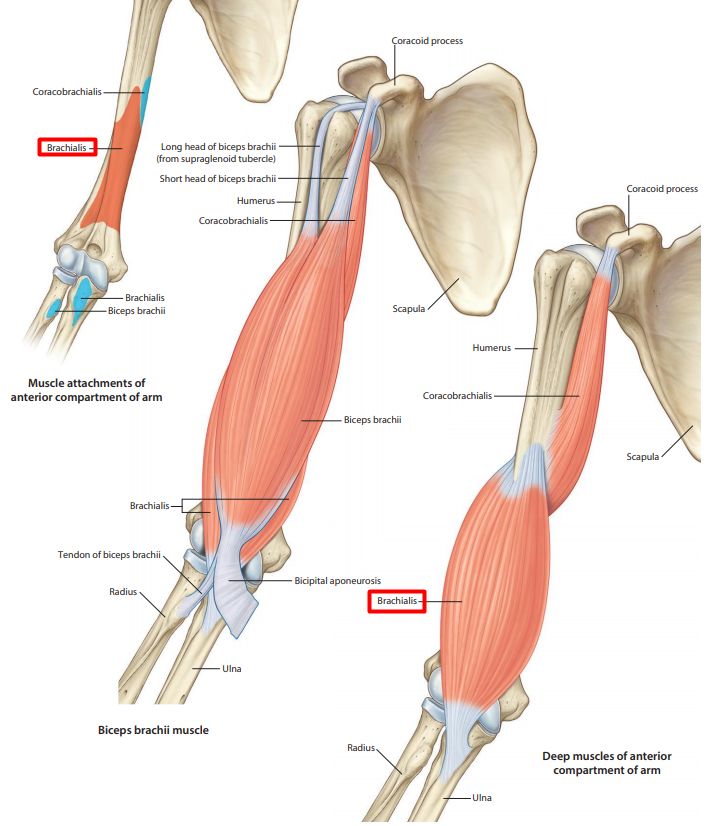 Coracobrachialis
Brachialis
Brachialis
Biceps brachii
Muscle attachments of
anterior compartment of arm
Coracoid process
Long head of biceps brachii
(from supraglenoid tubercle)
Short head of biceps brachii
Humerus
Coracobrachialis
Scapula
Biceps brachii
Brachialis
Tendon of biceps brachii
Radius
Bicipital aponeurosis
Ulna
Biceps brachii muscle
Coracoid process
Humerus
Coracobrachialis
Scapula
Brachialis
Radius
Ulna
Deep muscles of anterior
compartment of arm